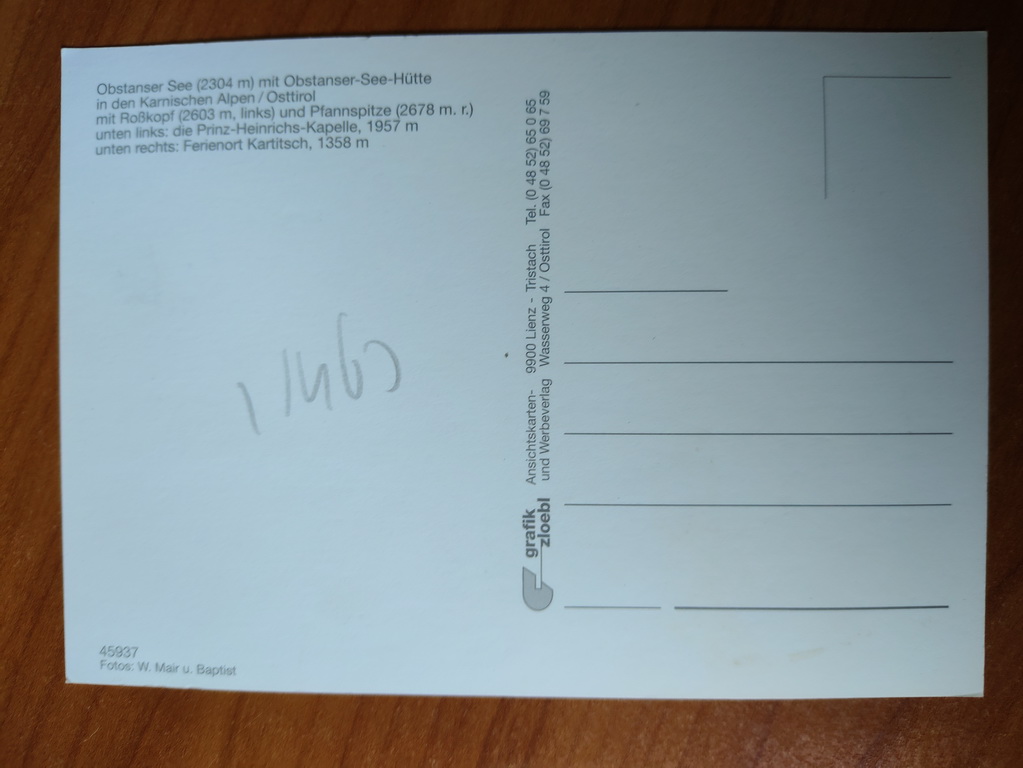 Obstanser See (2304 m) mit Obstanser-See-Hütte
in den Karnischen Alpen / Osttirol
mit Roßkopf (2603 m, links) und Pfannspitze (2678 m. r.)
unten links: die Prinz-Heinrichs-Kapelle, 1957 m
unten rechts: Ferienort Kartitsch, 1358 m
45937
Fotos: W. Mair u. Baptist
grafik
zloebl
Ansichtskarten- 9900 Lienz - Tristach Tel. (0 48 52) 65 0 65
und Werbeverlag Wasserweg 4 / Osttirol Fax (0 48 52) 69 7 59